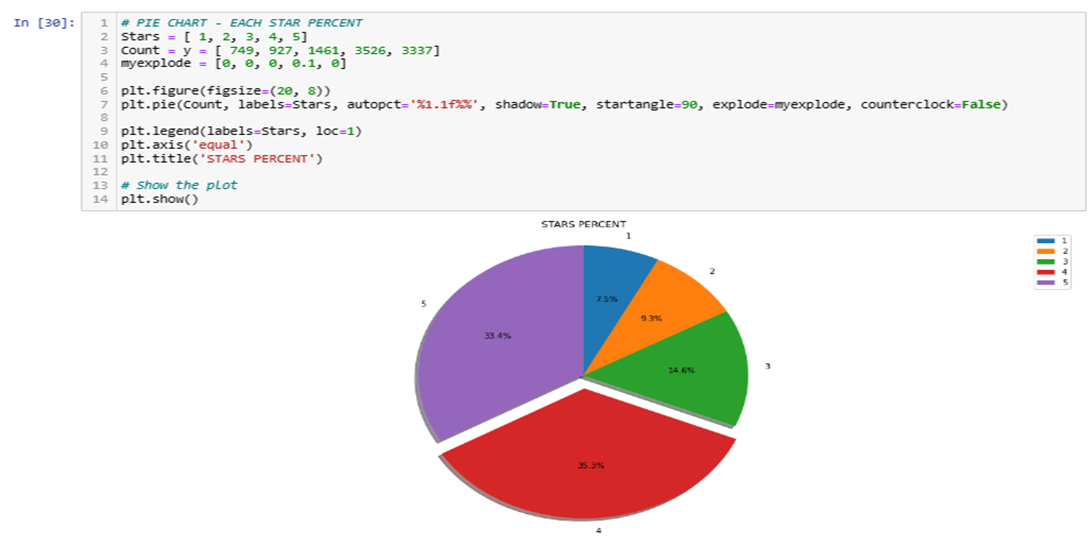 In [30]:
1 # PIE CHART - EACH STAR PERCENT
2 Stars = [ 1, 2, 3, 4, 5]
3 Count = y = [ 749, 927, 1461, 3526, 3337]
4 myexplode = [0, 0, 0, 0.1, 0]
5
6 plt.figure(figsize=(20, 8))
7 plt.pie(Count, labels=Stars, autopct='%1.1f%%', shadow=True, startangle=90, explode=myexplode, counterclock=False)
8
9 plt.legend(labels=Stars, loc=1)
10 plt.axis('equal')
11 plt.title('STARS PERCENT')
12
13 # Show the plot
14 plt.show()
STARS PERCENT
1
2
3
4
5
7.5%
9.3%
14.6%
35.3%
33.4%
1
2
3
4
5